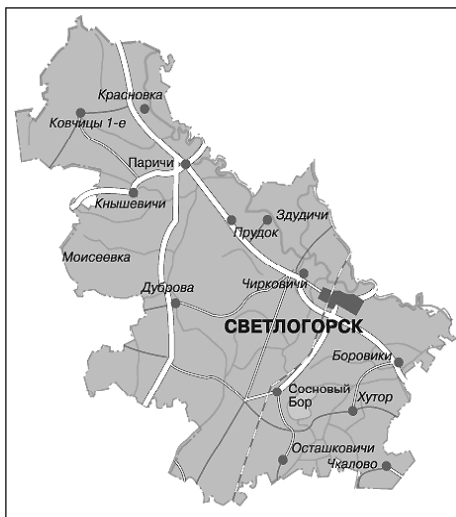 Красновка
Ковчицы 1-е
Паричи
Кнышевичи
Здудичи
Прудок
Моисеевка
Чирковичи
Дуброва
СВЕТЛОГОРСК
Боровики
Сосновый
Бор
Хутор
Осташковичи
Чкалово